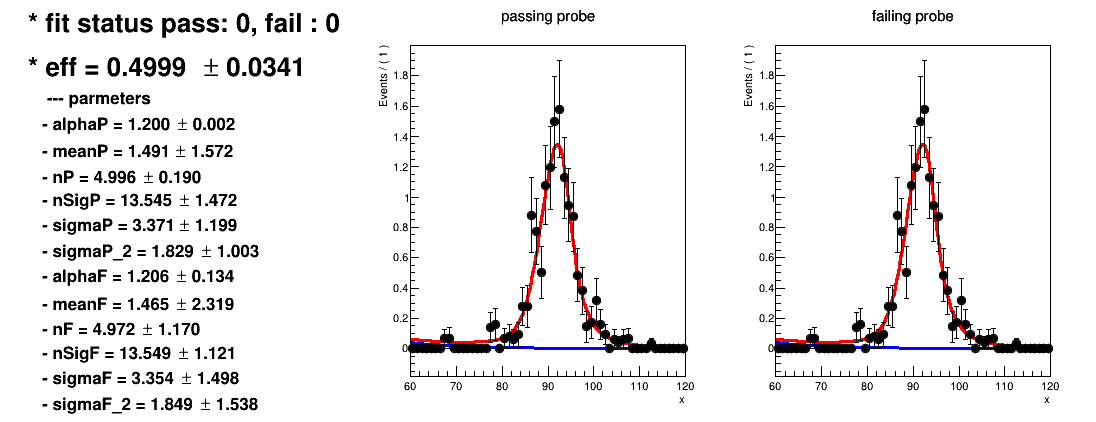 * fit status pass: 0, fail : 0
* eff = 0.4999 ± 0.0341
--- parmeters
- alphaP = 1.200 ± 0.002
- meanP = 1.491 ± 1.572
- nP = 4.996 ± 0.190
- nSigP = 13.545 ± 1.472
- sigmaP = 3.371 ± 1.199
- sigmaP_2 = 1.829 ± 1.003
- alphaF = 1.206 ± 0.134
- meanF = 1.465 ± 2.319
- nF = 4.972 ± 1.170
- nSigF = 13.549 ± 1.121
- sigmaF = 3.354 ± 1.498
- sigmaF_2 = 1.849 ± 1.538
passing probe
Events / ( 1 )
1.8
1.6
1.4
1.2
1
0.8
0.6
0.4
0.2
0
60 70 80 90 100 110 120
x
failing probe
Events / ( 1 )
1.8
1.6
1.4
1.2
1
0.8
0.6
0.4
0.2
0
60 70 80 90 100 110 120
x